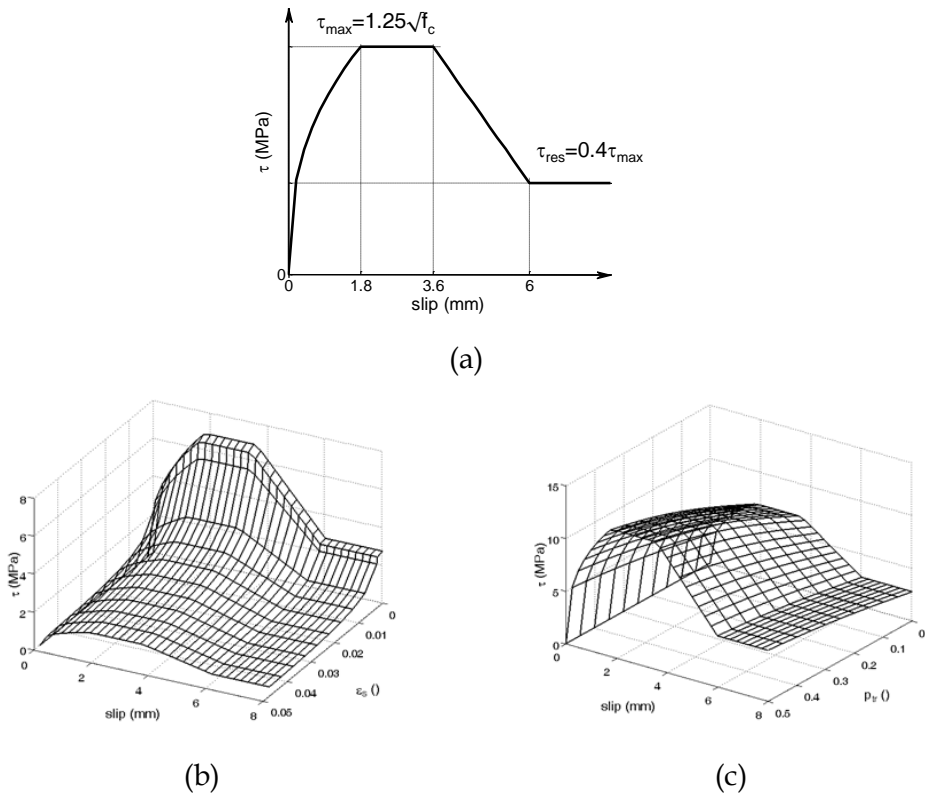 τmax=1.25√fc
τ (MPa)
τres=0.4τmax
0
0 1.8 3.6 6
slip (mm)
(a)
8
6
4
2
0
τ (MPa)
0 2 4 6 8
slip (mm)
0
0.01
0.02
0.03
0.04
0.05
εs ()
(b)
15
10
5
0
τ (MPa)
0 2 4 6 8
slip (mm)
0
0.1
0.2
0.3
0.4
0.5
ptr ()
(c)